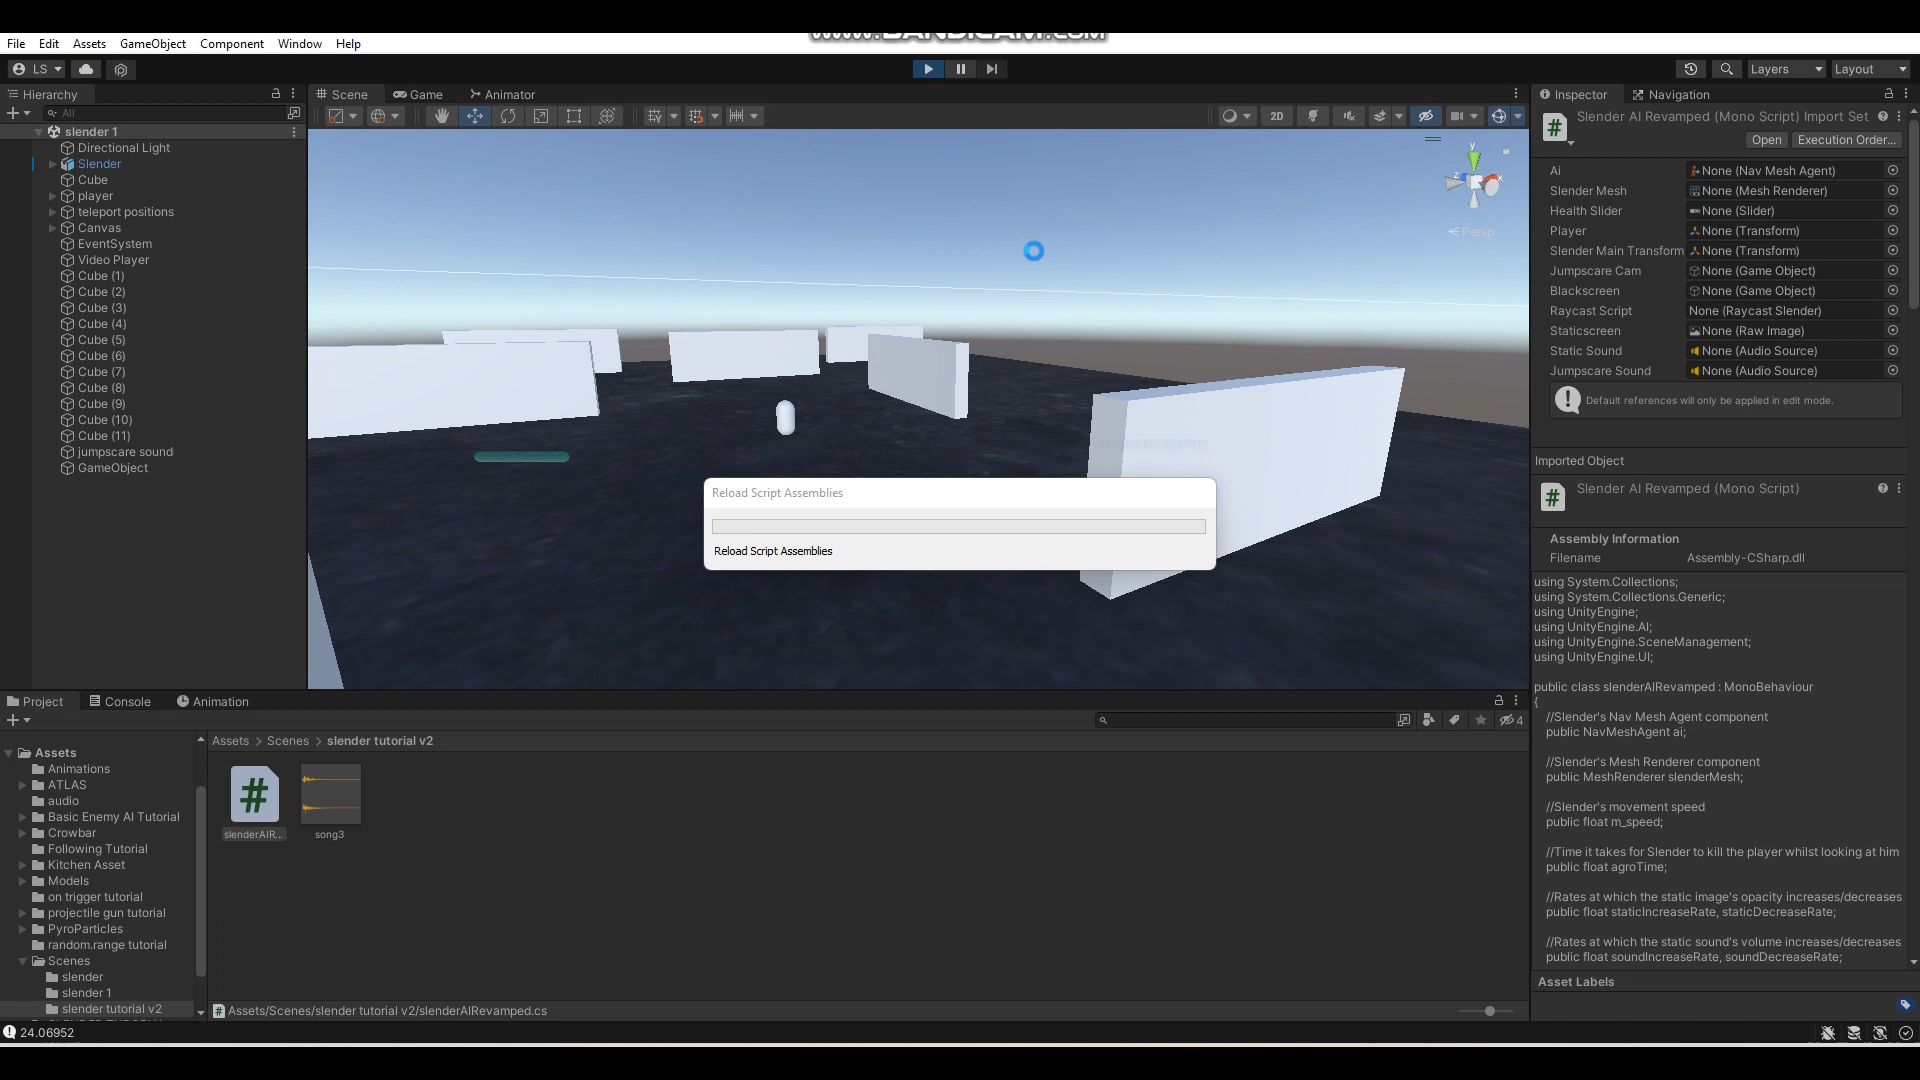 www.BANDICAM.com
File Edit Assets GameObject Component Window Help
LS Layers Layout
Hierarchy
All
slender 1
Directional Light
Slender
Cube
player
teleport positions
Canvas
EventSystem
Video Player
Cube (1)
Cube (2)
Cube (3)
Cube (4)
Cube (5)
Cube (6)
Cube (7)
Cube (8)
Cube (9)
Cube (10)
Cube (11)
jumpscare sound
GameObject
Scene Game Animator
2D
y
z x
Persp
Reload Script Assemblies
Reload Script Assemblies
Inspector Navigation
Slender AI Revamped (Mono Script) Import Set
Open Execution Order...
Ai None (Nav Mesh Agent)
Slender Mesh None (Mesh Renderer)
Health Slider None (Slider)
Player None (Transform)
Slender Main Transform None (Transform)
Jumpscare Cam None (Game Object)
Blackscreen None (Game Object)
Raycast Script None (Raycast Slender)
Staticscreen None (Raw Image)
Static Sound None (Audio Source)
Jumpscare Sound None (Audio Source)
Default references will only be applied in edit mode.
Imported Object
Slender AI Revamped (Mono Script)
Assembly Information
Filename Assembly-CSharp.dll
using System.Collections;
using System.Collections.Generic;
using UnityEngine;
using UnityEngine.AI;
using UnityEngine.SceneManagement;
using UnityEngine.UI;
public class slenderAIRevamped : MonoBehaviour
{
//Slender's Nav Mesh Agent component
public NavMeshAgent ai;
//Slender's Mesh Renderer component
public MeshRenderer slenderMesh;
//Slender's movement speed
public float m_speed;
//Time it takes for Slender to kill the player whilst looking at him
public float agroTime;
//Rates at which the static image's opacity increases/decreases
public float staticIncreaseRate, staticDecreaseRate;
//Rates at which the static sound's volume increases/decreases
public float soundIncreaseRate, soundDecreaseRate;
Asset Labels
Project Console Animation
4
Assets
Animations
ATLAS
audio
Basic Enemy AI Tutorial
Crowbar
Following Tutorial
Kitchen Asset
Models
on trigger tutorial
projectile gun tutorial
PyroParticles
random.range tutorial
Scenes
slender
slender 1
slender tutorial v2
Assets > Scenes > slender tutorial v2
slenderAIR...
song3
Assets/Scenes/slender tutorial v2/slenderAIRevamped.cs
24.06952